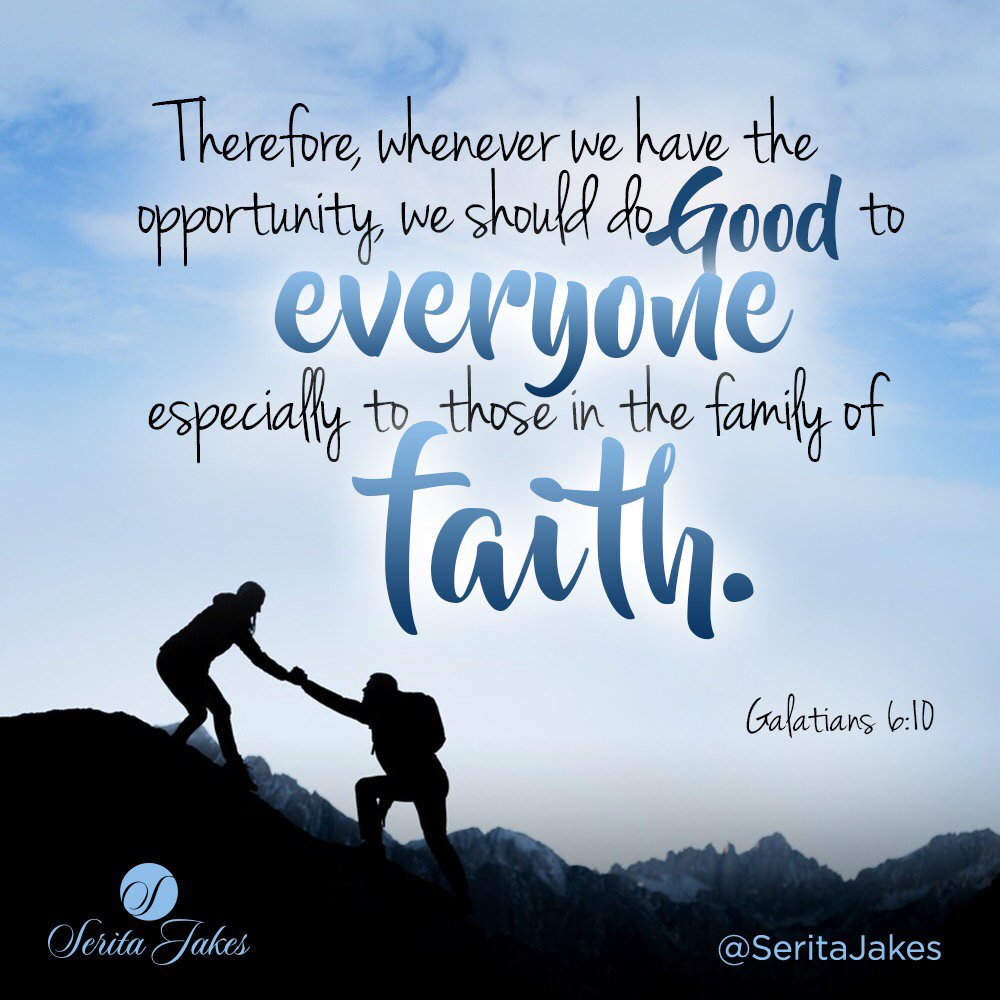 Therefore, whenever we have the
opportunity, we should do Good to
everyone
especially to those in the family of
faith.
Galatians 6:10
S
Serita Jakes
@SeritaJakes